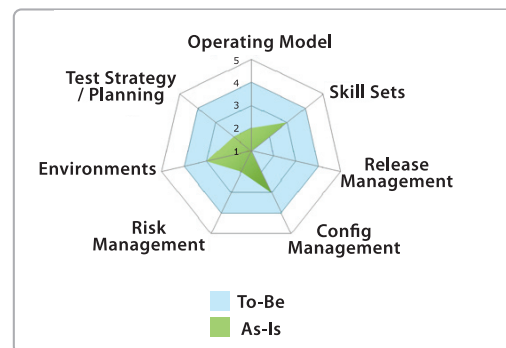 Operating Model
5
4
3
2
1
Test Strategy
/ Planning
Skill Sets
Environments
Release
Management
Risk
Management
Config
Management
To-Be
As-Is